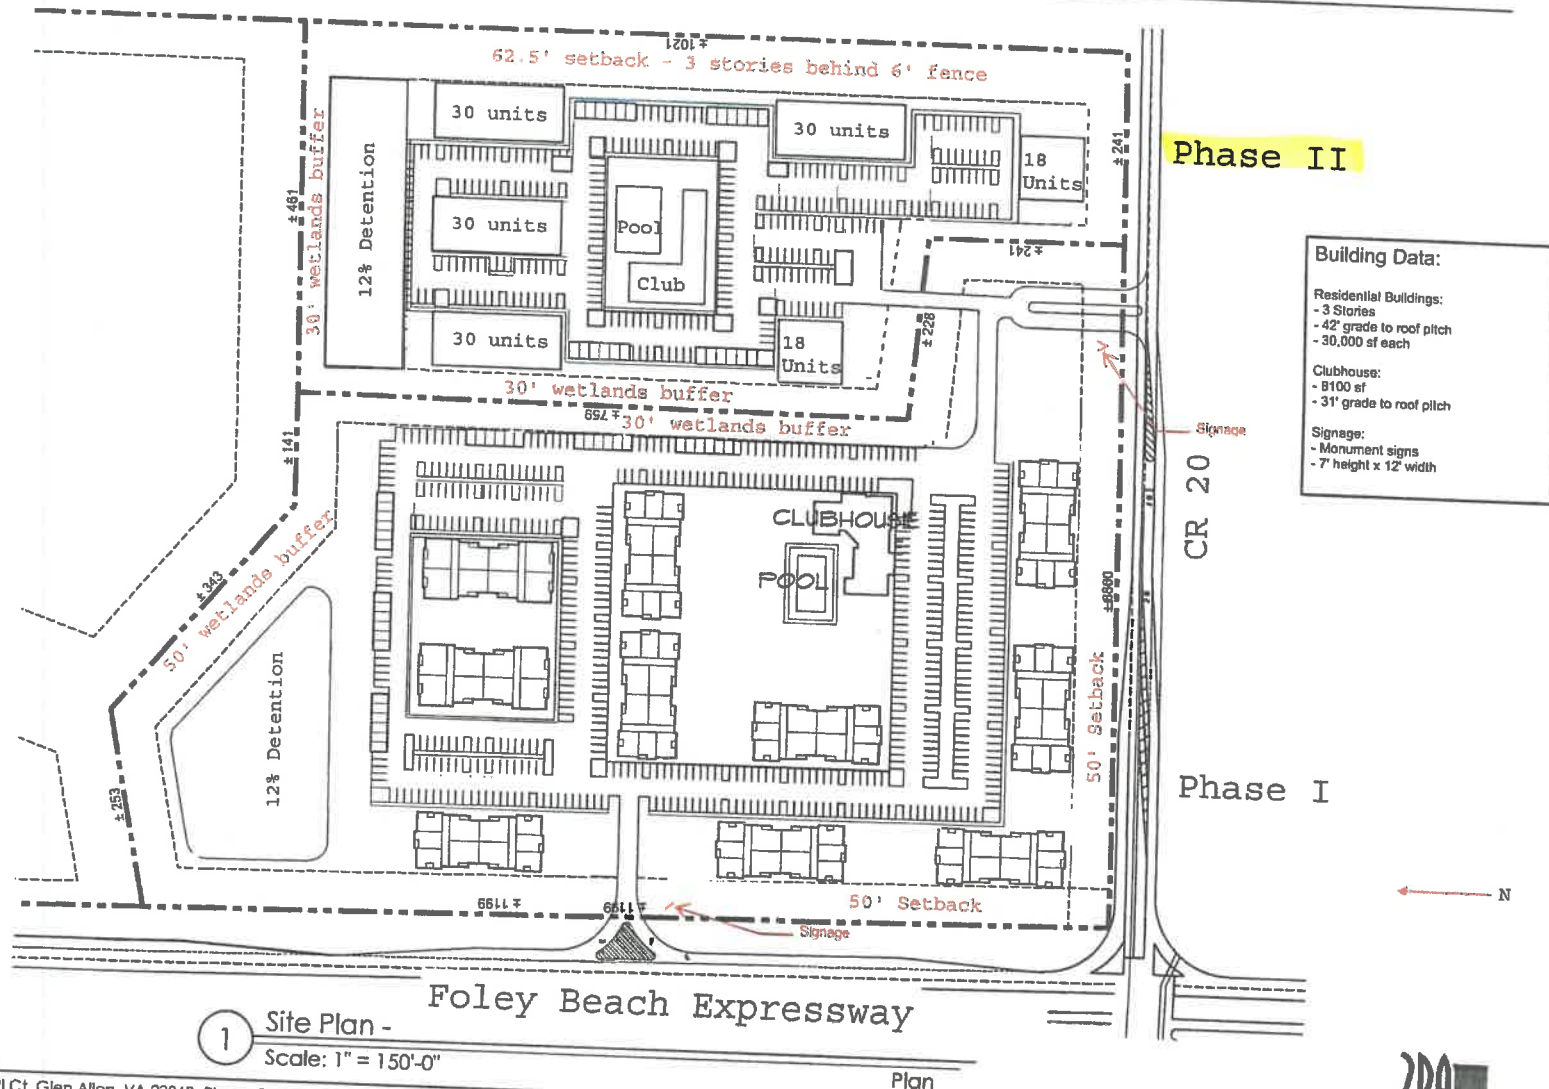 ± 1021
62.5' setback - 3 stories behind 6' fence
30 units
30 units
30' wetlands buffer
± 461
12% Detention
± 241
Phase II
18
Units
30 units
Pool
Club
± 241
Building Data:
Residential Buildings:
- 3 Stories
- 42' grade to roof pitch
- 30,000 sf each
Clubhouse:
- 8100 sf
- 31' grade to roof pitch
Signage:
- Monument signs
- 7' height x 12' width
30 units
18
Units
± 228
30' wetlands buffer
± 759
30' wetlands buffer
Signage
± 141
CR 20
CLUBHOUSE
POOL
± 343
50' wetlands buffer
12% Detention
50' Setback
± 253
Phase I
N
± 1199
± 1199
50' Setback
Signage
Foley Beach Expressway
1
Site Plan -
Scale: 1" = 150'-0"
Plan